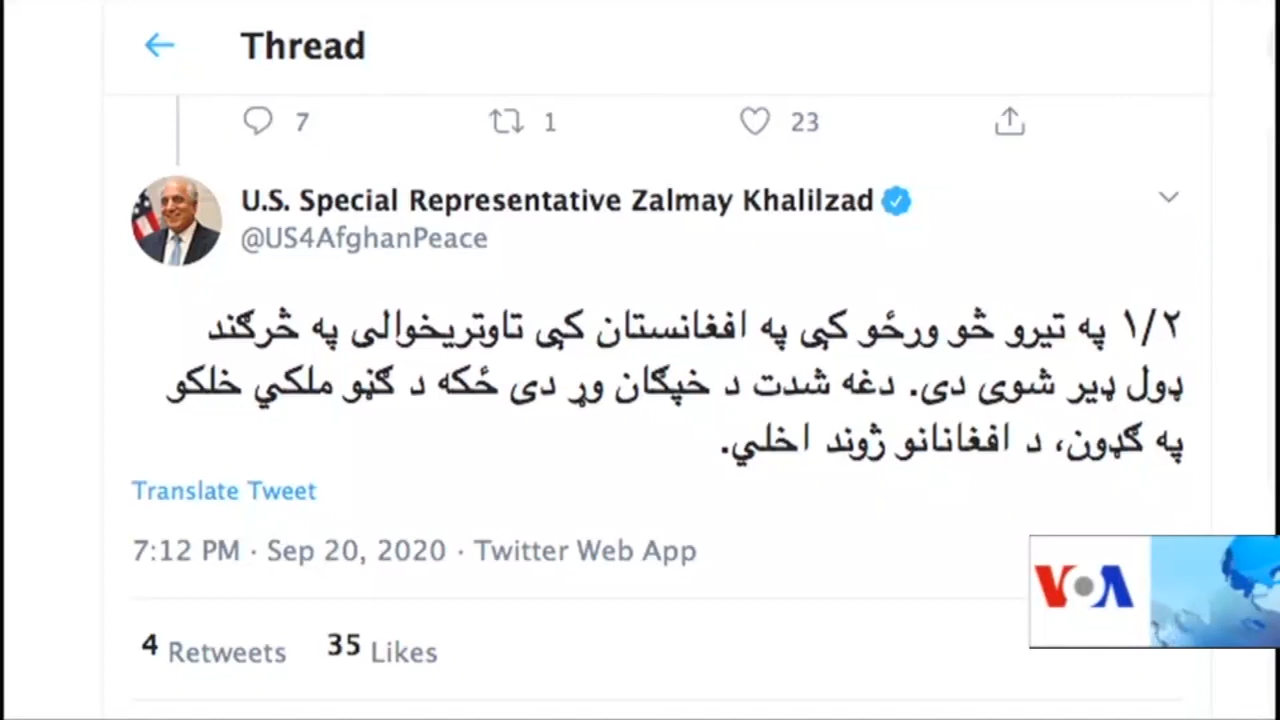 Thread
7 1 23
U.S. Special Representative Zalmay Khalilzad
@US4AfghanPeace
۱/۲ په تیرو څو ورځو کې په افغانستان کې تاوتریخوالی په څرګند
ډول ډیر شوی دی. دغه شدت د خپګان وړ دی ځکه د ګڼو ملکي خلکو
په ګډون، د افغانانو ژوند اخلي.
Translate Tweet
7:12 PM · Sep 20, 2020 · Twitter Web App
VOA
4 Retweets 35 Likes